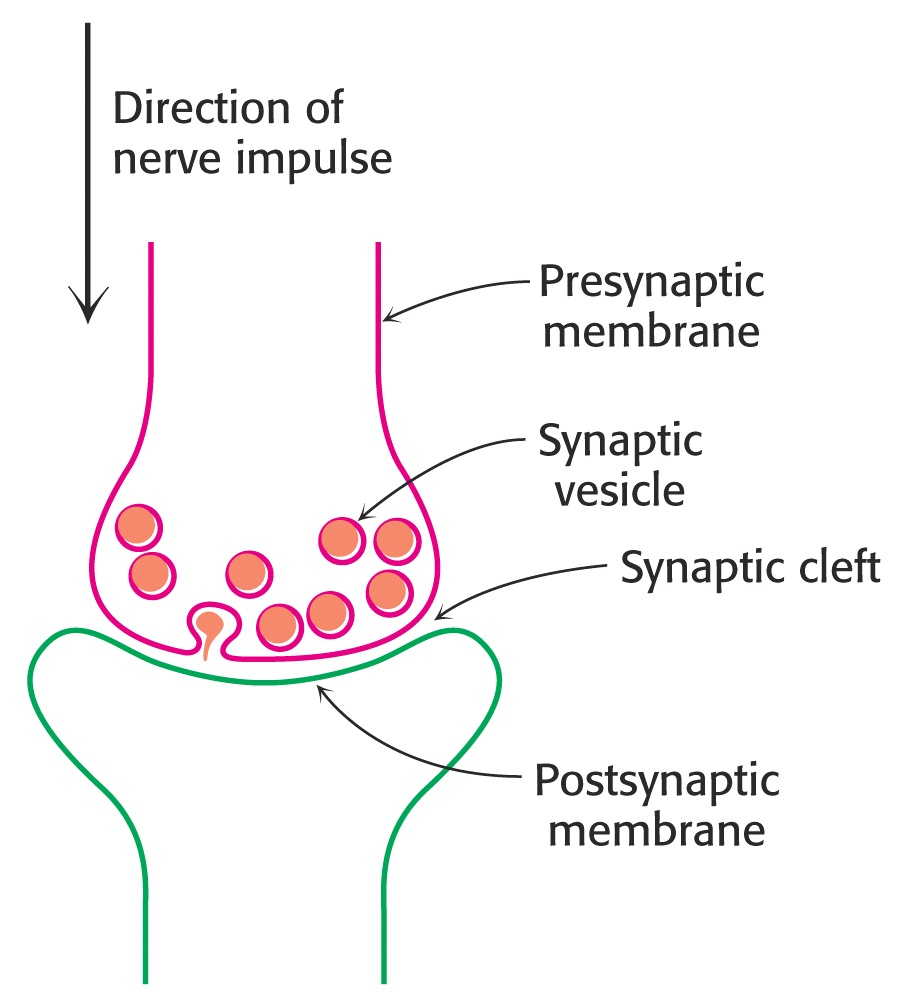 Direction of
nerve impulse
Presynaptic
membrane
Synaptic
vesicle
Synaptic cleft
Postsynaptic
membrane